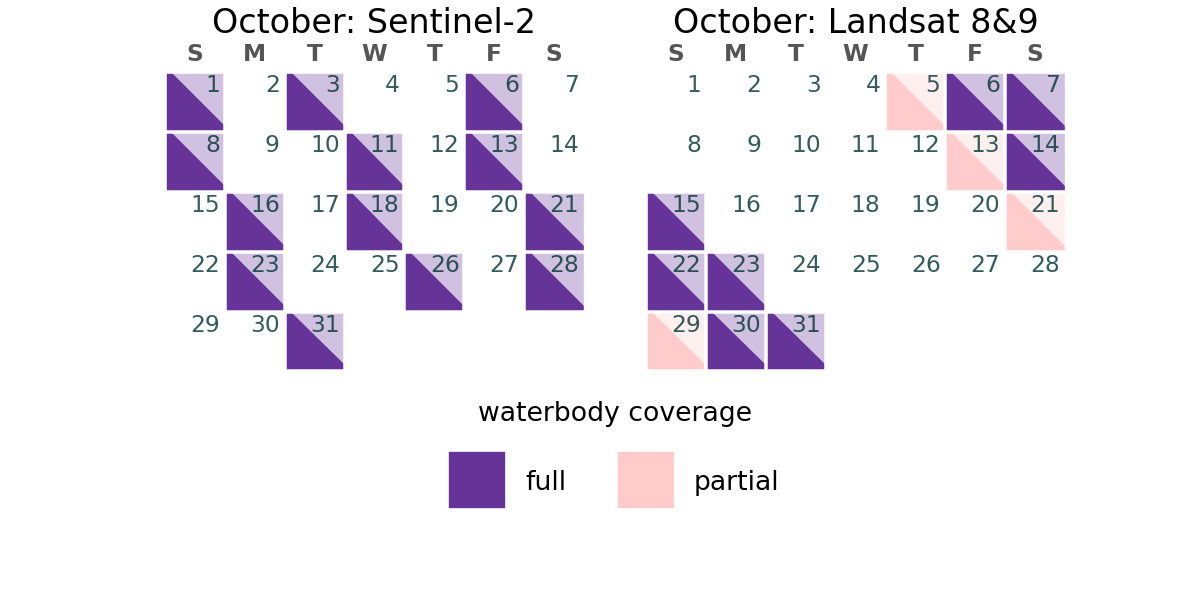 October: Sentinel-2
S M T W T F S
1 2 3 4 5 6 7
8 9 10 11 12 13 14
15 16 17 18 19 20 21
22 23 24 25 26 27 28
29 30 31
October: Landsat 8&9
S M T W T F S
1 2 3 4 5 6 7
8 9 10 11 12 13 14
15 16 17 18 19 20 21
22 23 24 25 26 27 28
29 30 31
waterbody coverage
full partial